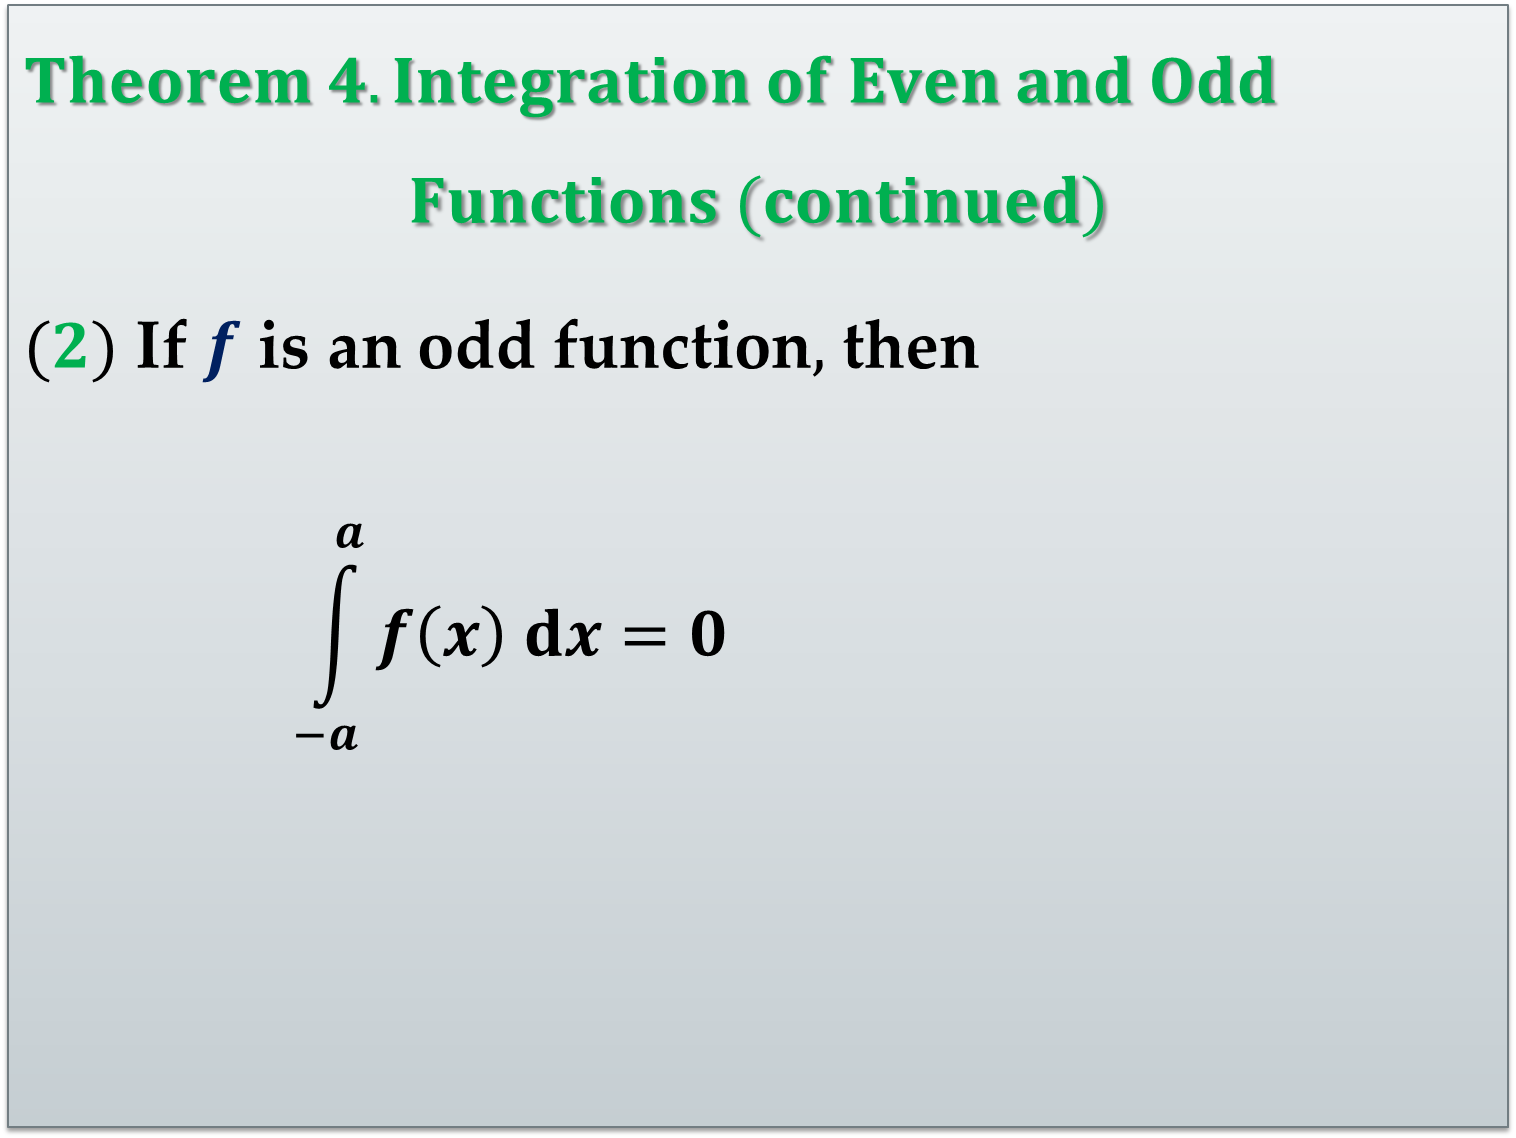 Theorem 4. Integration of Even and Odd
Functions (continued)
(2) If f is an odd function, then
a
∫ f(x) dx = 0
−a